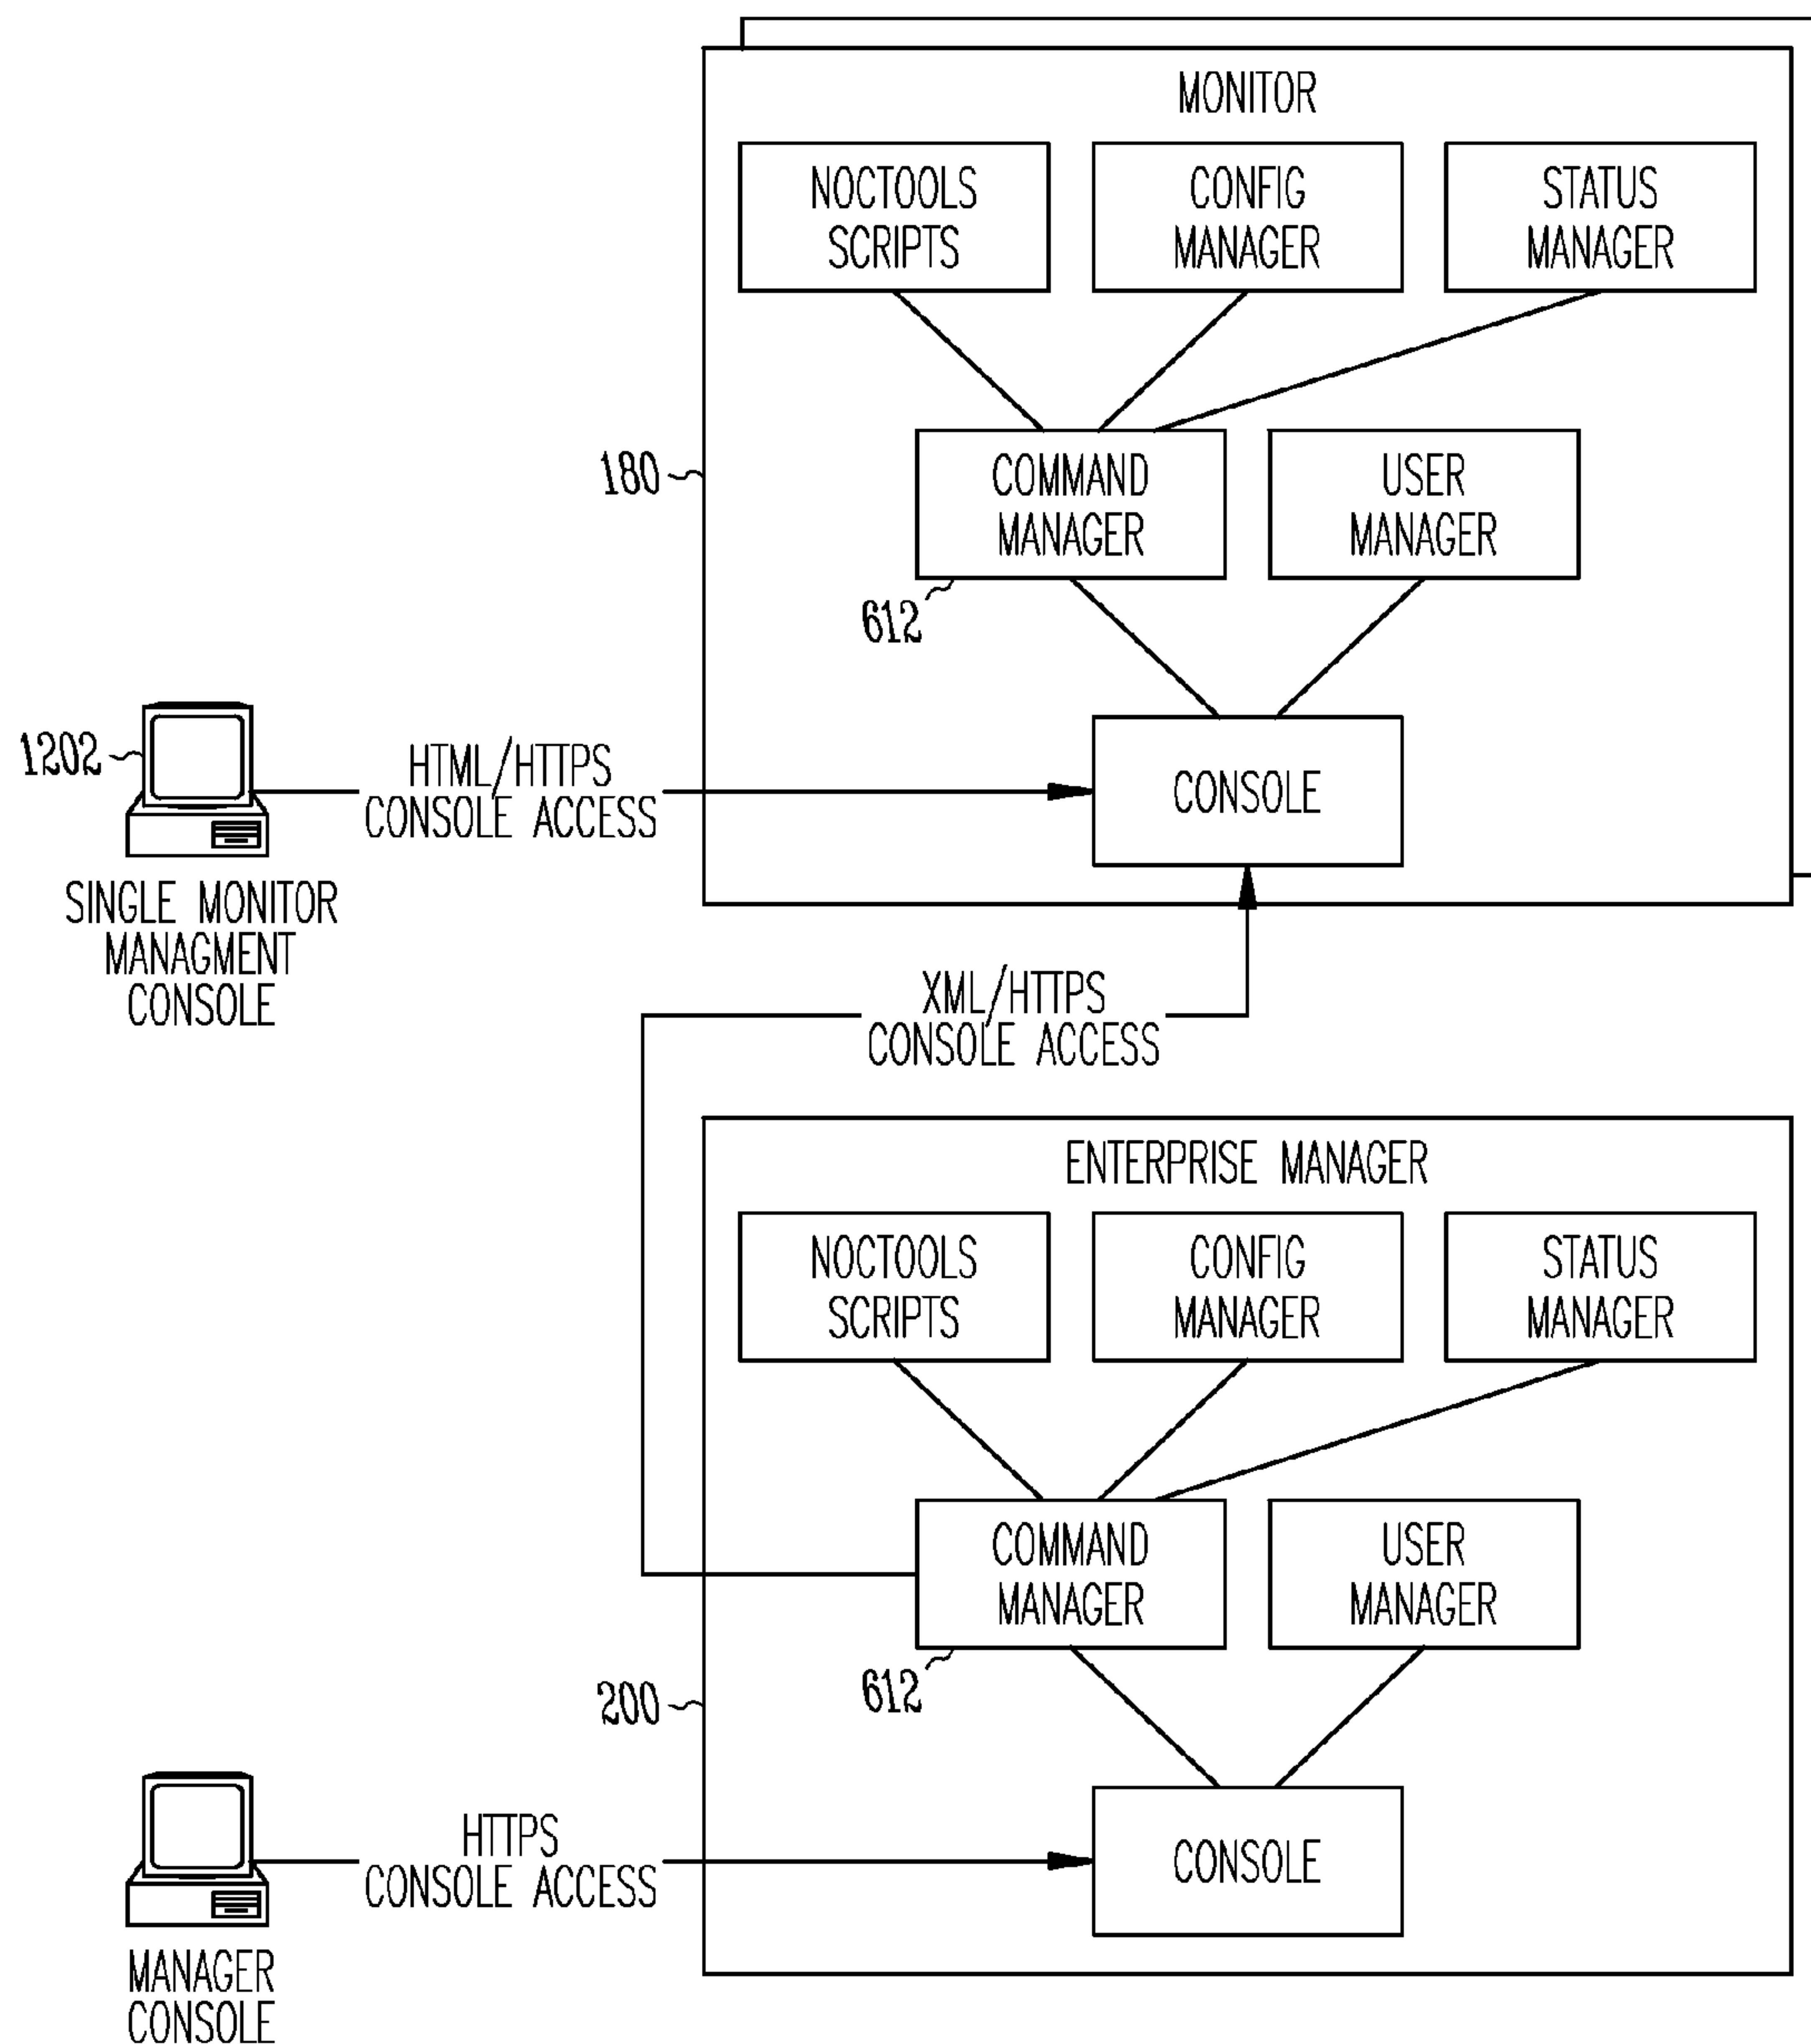 MONITOR
NOCTOOLS
SCRIPTS
CONFIG
MANAGER
STATUS
MANAGER
180
COMMAND
MANAGER
USER
MANAGER
612
1202
HTML/HTTPS
CONSOLE ACCESS
CONSOLE
SINGLE MONITOR
MANAGMENT
CONSOLE
XML/HTTPS
CONSOLE ACCESS
ENTERPRISE MANAGER
NOCTOOLS
SCRIPTS
CONFIG
MANAGER
STATUS
MANAGER
COMMAND
MANAGER
USER
MANAGER
612
200
HTTPS
CONSOLE ACCESS
CONSOLE
MANAGER
CONSOLE